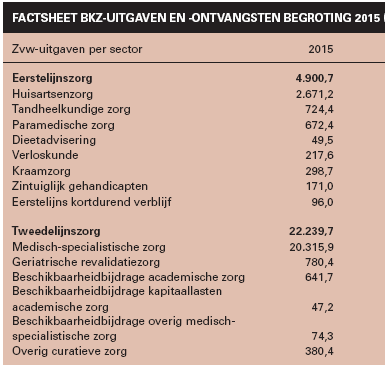 FACTSHEET BKZ-UITGAVEN EN -ONTVANGSTEN BEGROTING 2015 (
Zvw-uitgaven per sector 2015
Eerstelijnszorg 4.900,7
Huisartsenzorg 2.671,2
Tandheelkundige zorg 724,4
Paramedische zorg 672,4
Dieetadvisering 49,5
Verloskunde 217,6
Kraamzorg 298,7
Zintuiglijk gehandicapten 171,0
Eerstelijns kortdurend verblijf 96,0
Tweedelijnszorg 22.239,7
Medisch-specialistische zorg 20.315,9
Geriatrische revalidatiezorg 780,4
Beschikbaarheidbijdrage academische zorg 641,7
Beschikbaarheidbijdrage kapitaallasten
academische zorg 47,2
Beschikbaarheidbijdrage overig medisch-
specialistische zorg 74,3
Overig curatieve zorg 380,4